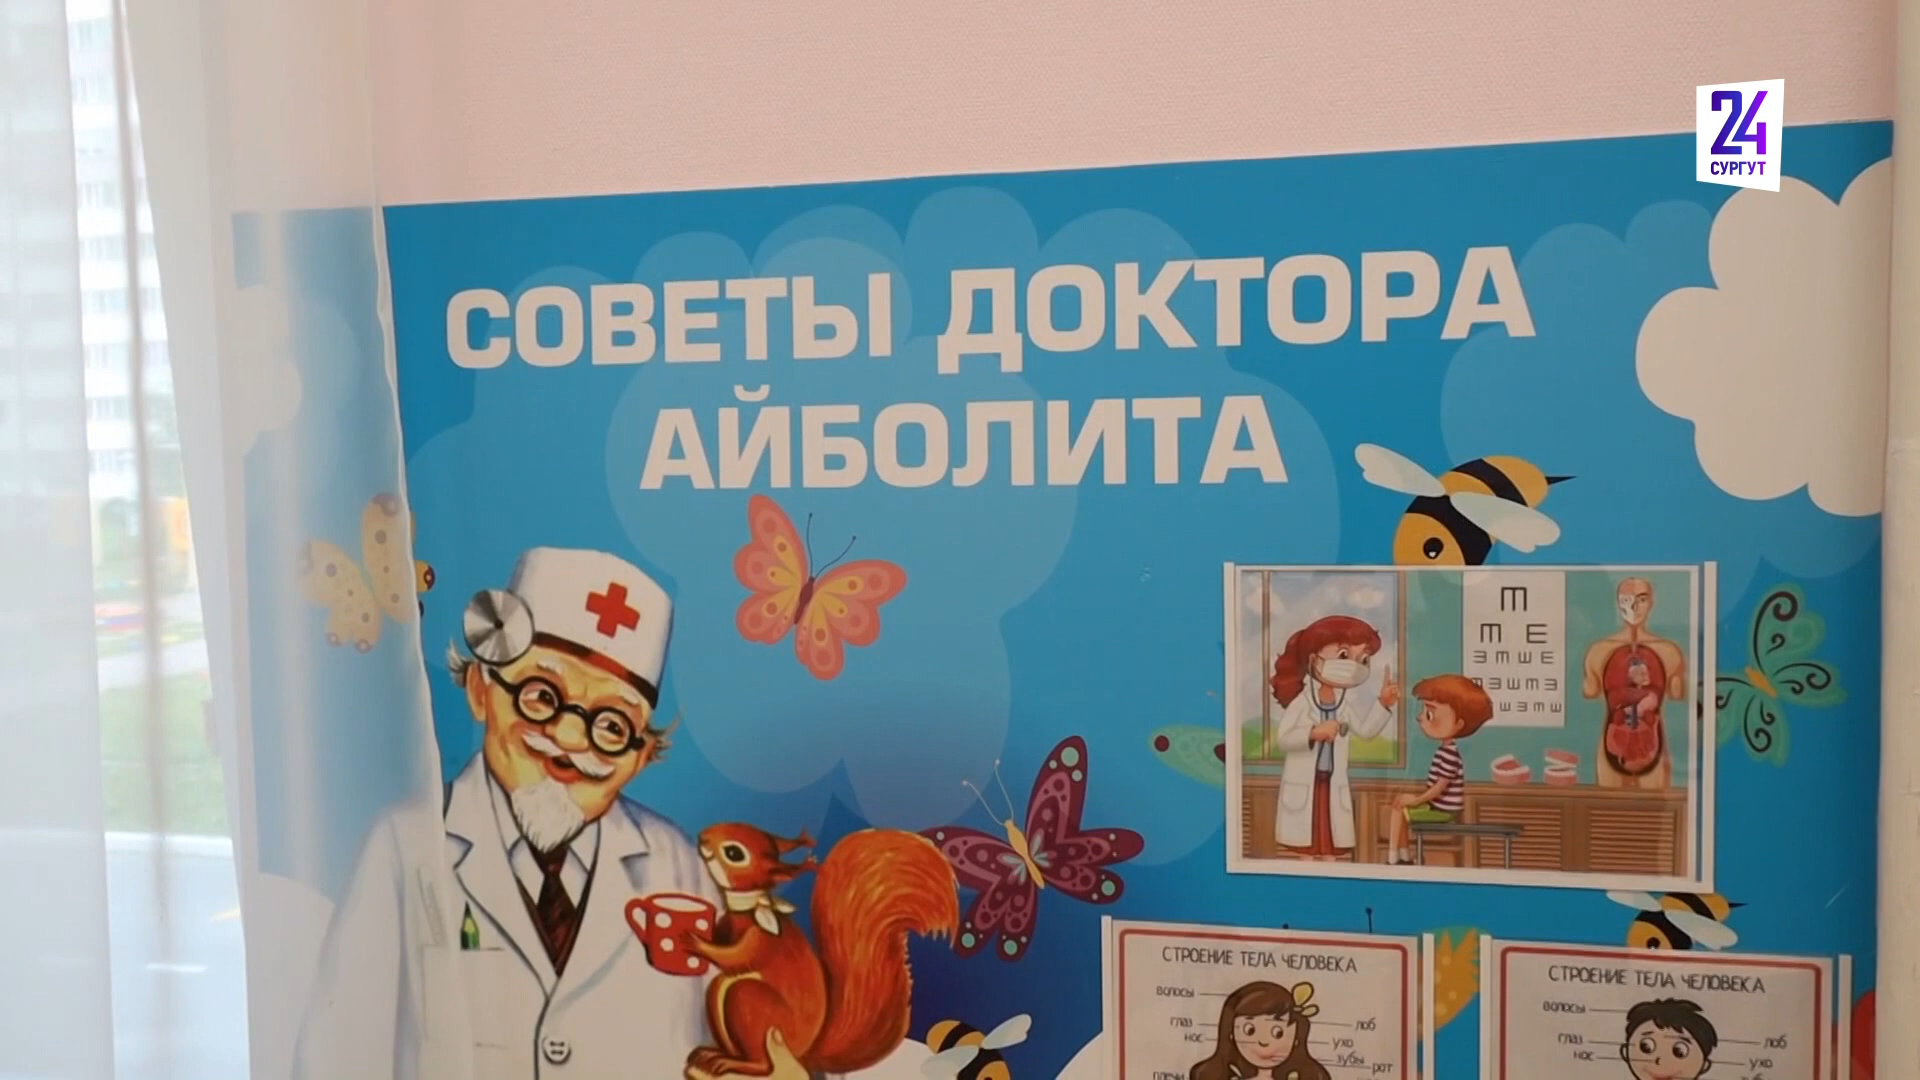 24
СУРГУТ
СОВЕТЫ ДОКТОРА
АЙБОЛИТА
Ш
Ш Е
Э Ш Ш Е
СТРОЕНИЕ ТЕЛА ЧЕЛОВЕКА
волосы
глаз
нос
лоб
ухо
зубы
рот
плечи
СТРОЕНИЕ ТЕЛА ЧЕЛОВЕКА
волосы
глаз
нос
лоб
ухо